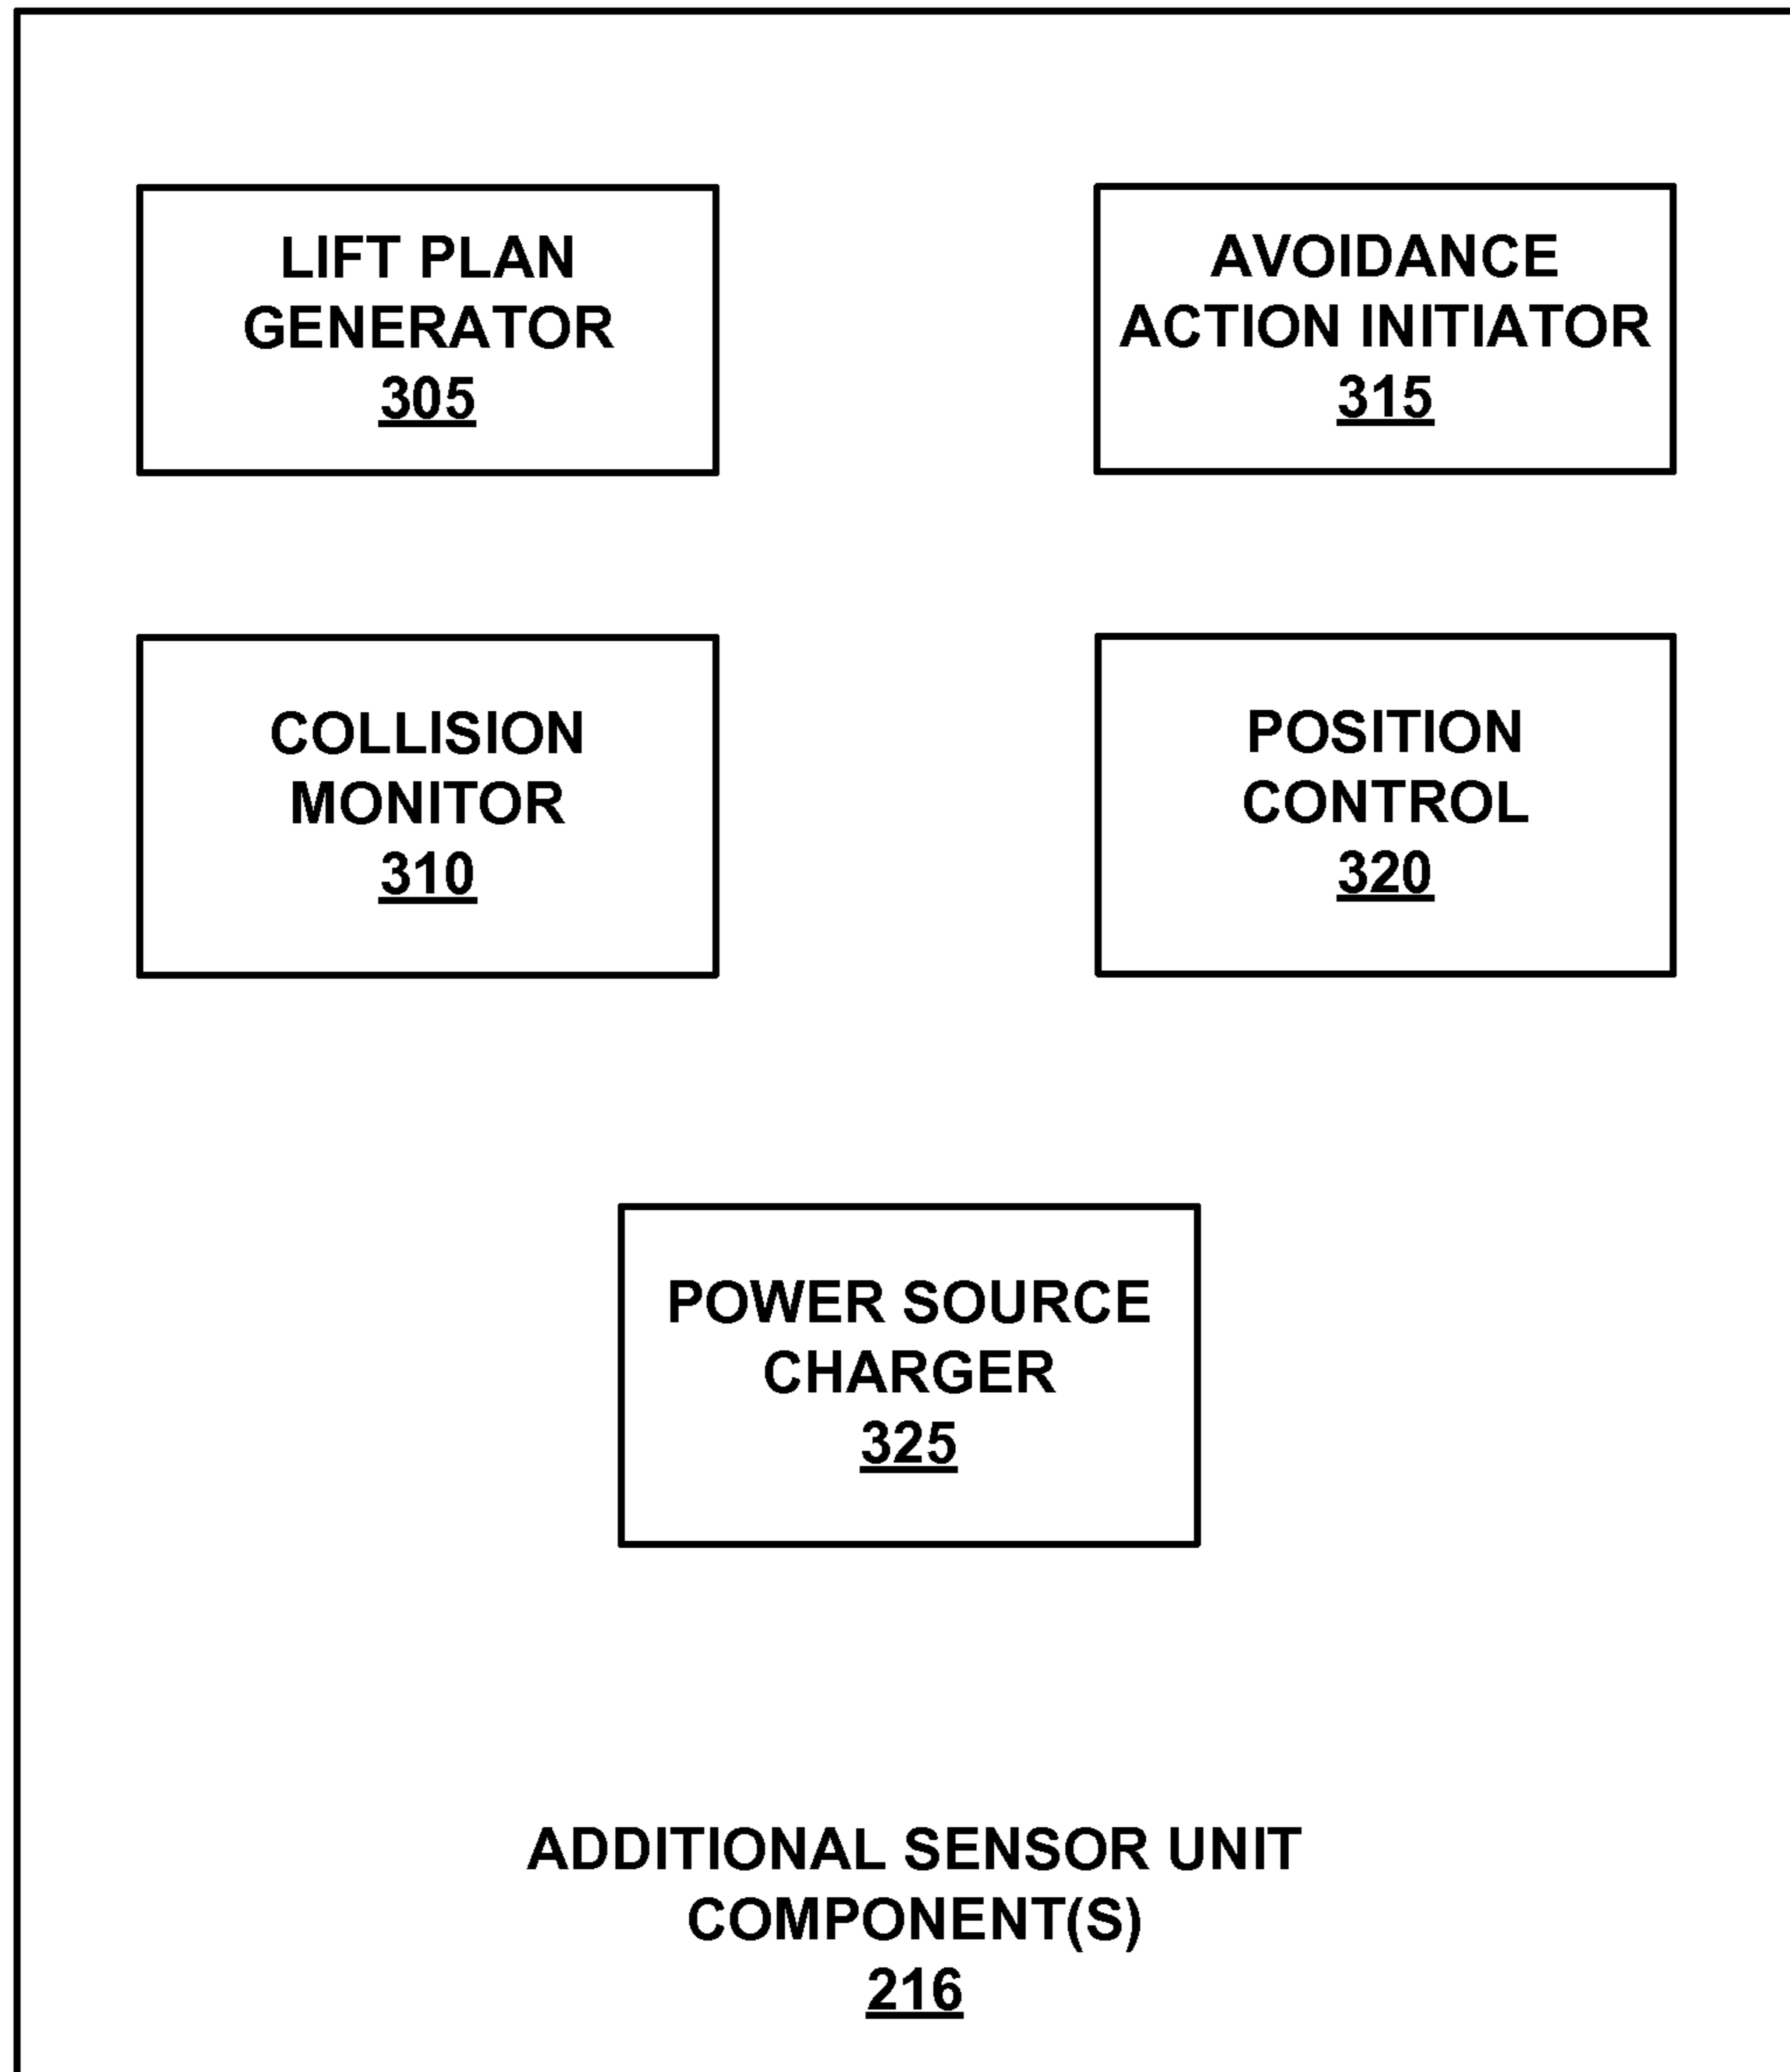 LIFT PLAN
GENERATOR
305
AVOIDANCE
ACTION INITIATOR
315
COLLISION
MONITOR
310
POSITION
CONTROL
320
POWER SOURCE
CHARGER
325
ADDITIONAL SENSOR UNIT
COMPONENT(S)
216